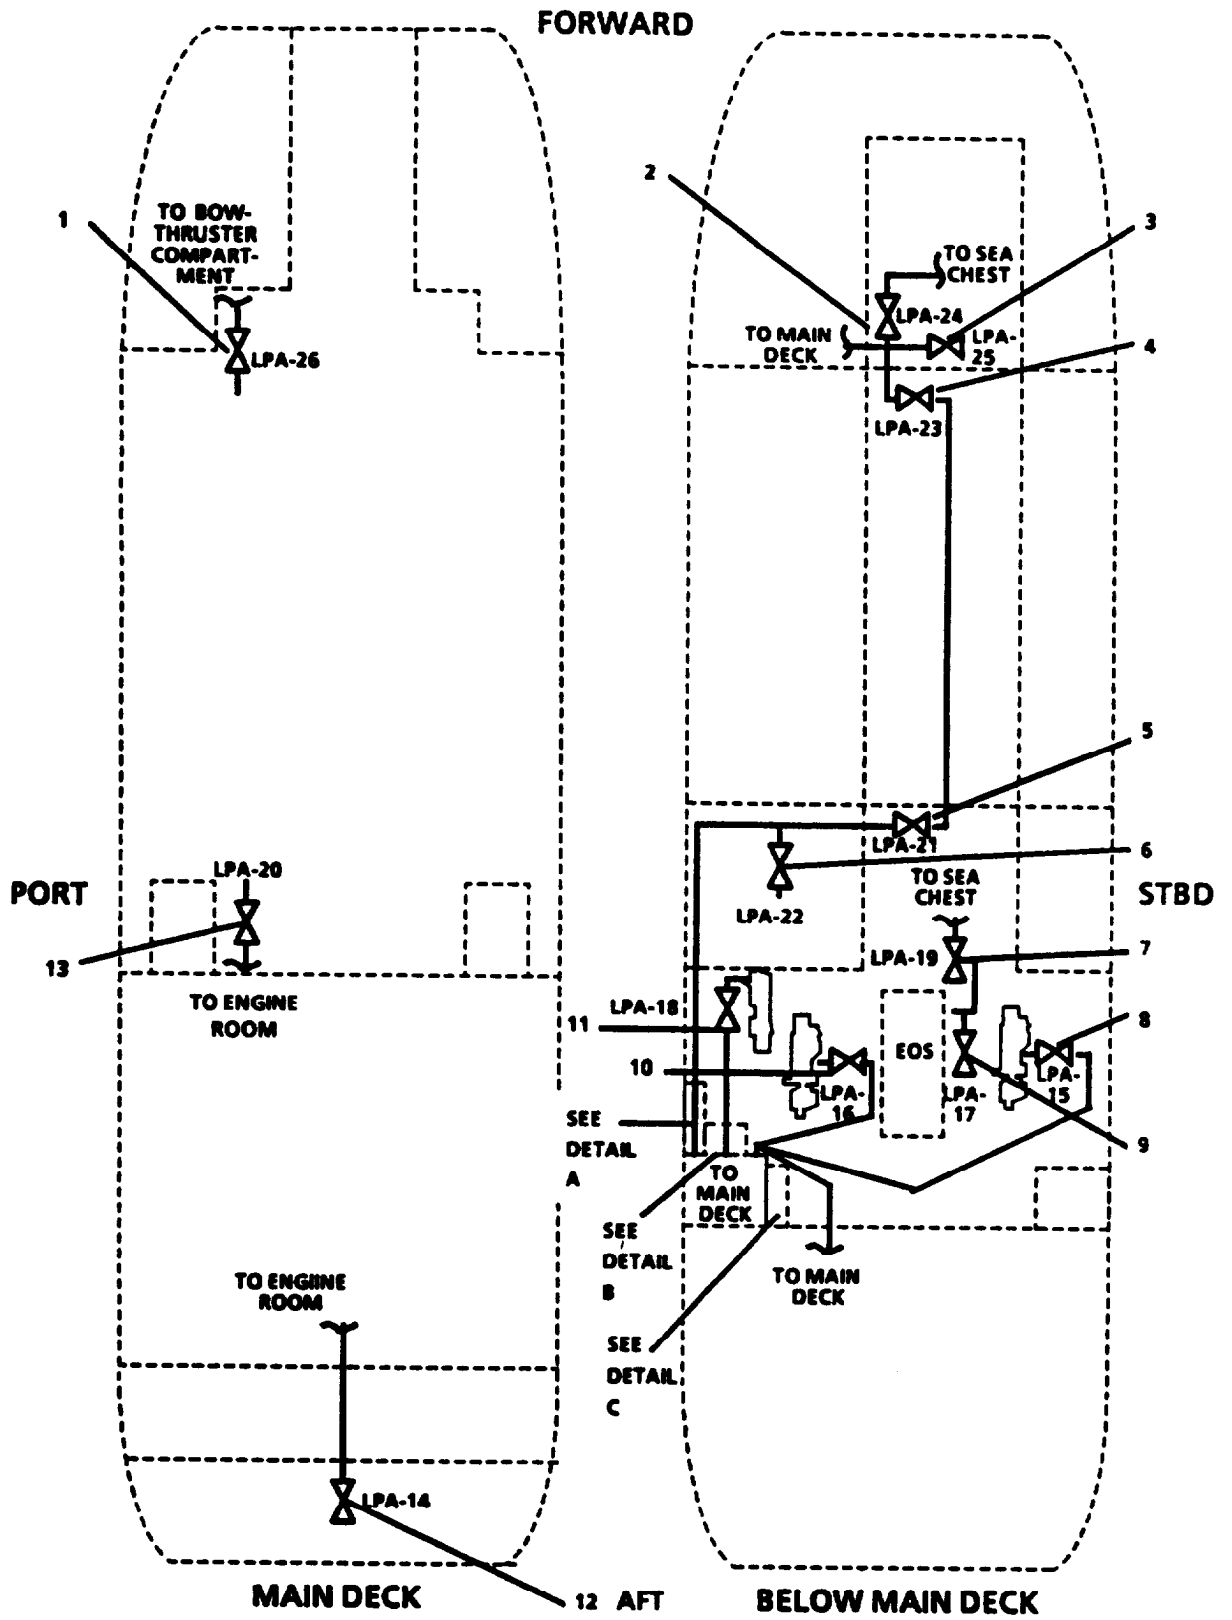 FORWARD
1
TO BOW-
THRUSTER
COMPART-
MENT
LPA-26
LPA-20
PORT
13
TO ENGINE
ROOM
TO ENGIINE
ROOM
LPA-14
12 AFT
MAIN DECK
2
3
TO SEA
CHEST
LPA-24
TO MAIN
DECK
LPA-
25
4
LPA-23
5
LPA-21
6
LPA-22
TO SEA
CHEST
STBD
LPA-19
7
LPA-18
11
8
EOS
10
LPA-
16
LPA-
17
LPA-
15
9
SEE
DETAIL
A
TO
MAIN
DECK
SEE
DETAIL
B
TO MAIN
DECK
SEE
DETAIL
C
BELOW MAIN DECK